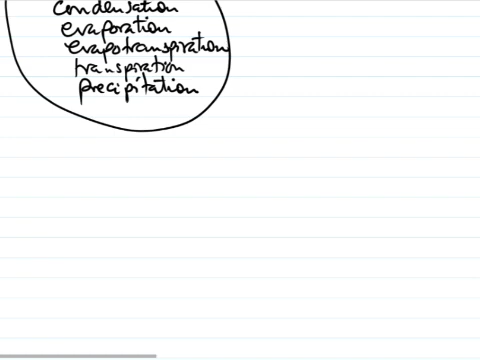 Condensation
evaporation
evapotranspiration
transpiration
precipitation